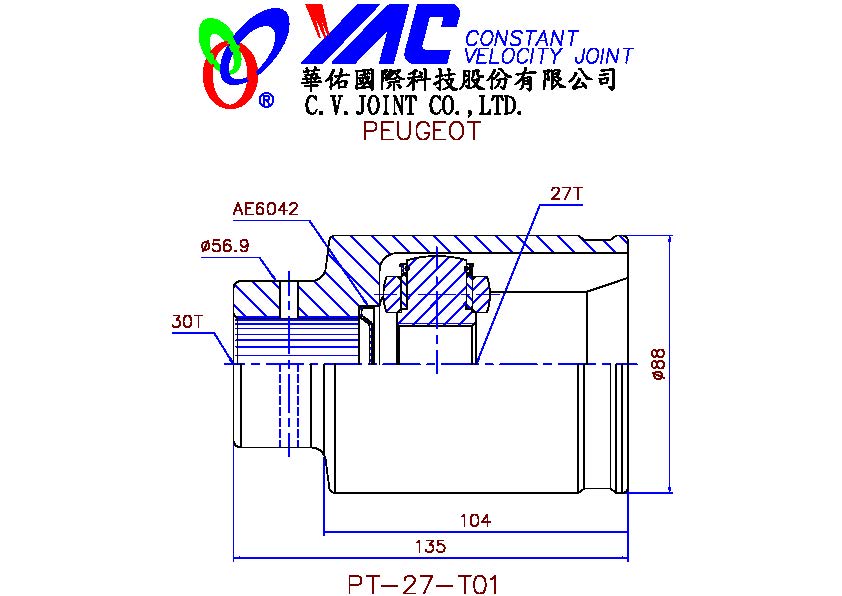 YAC CONSTANT
VELOCITY JOINT
®
華佑國際科技股份有限公司
C.V.JOINT CO.,LTD.
PEUGEOT
27T
AE6042
ø56.9
30T
ø88
104
135
PT-27-T01